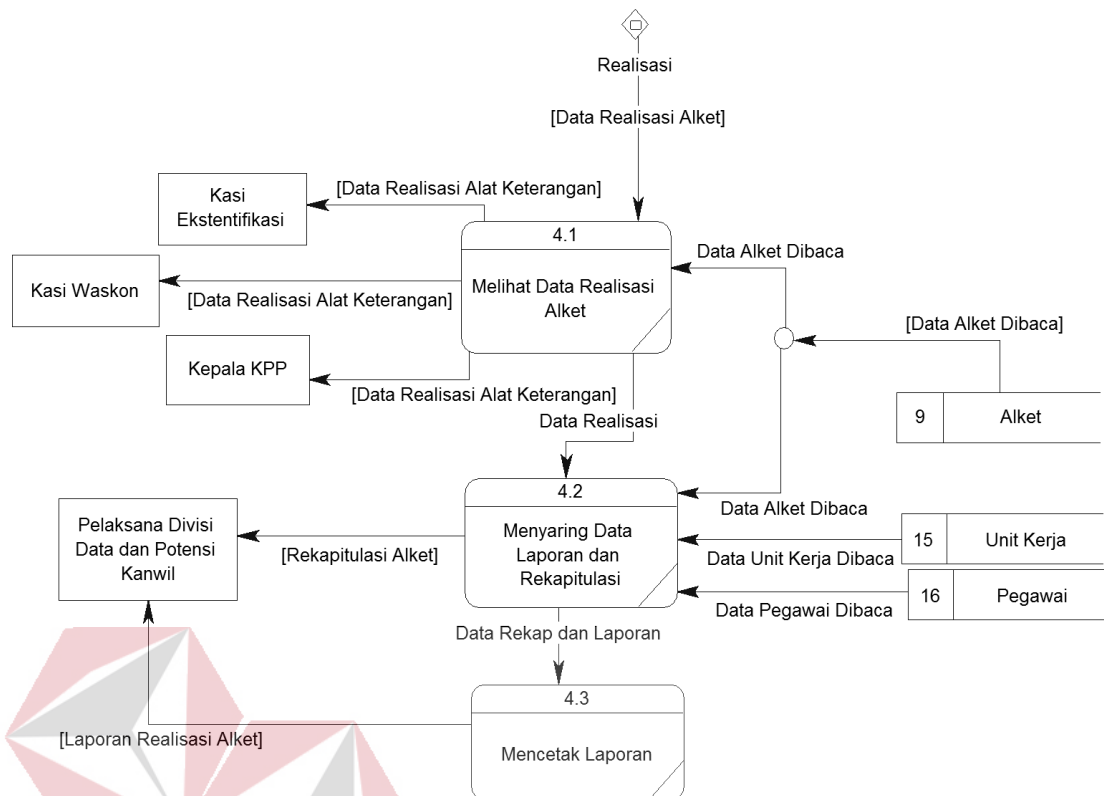 Realisasi
[Data Realisasi Alket]
Kasi
Ekstentifikasi
[Data Realisasi Alat Keterangan]
4.1
Melihat Data Realisasi
Alket
Data Alket Dibaca
Kasi Waskon
[Data Realisasi Alat Keterangan]
[Data Alket Dibaca]
Kepala KPP
[Data Realisasi Alat Keterangan]
Data Realisasi
9
Alket
4.2
Menyaring Data
Laporan dan
Rekapitulasi
Data Alket Dibaca
Pelaksana Divisi
Data dan Potensi
Kanwil
[Rekapitulasi Alket]
15
Unit Kerja
Data Unit Kerja Dibaca
16
Pegawai
Data Pegawai Dibaca
Data Rekap dan Laporan
4.3
Mencetak Laporan
[Laporan Realisasi Alket]